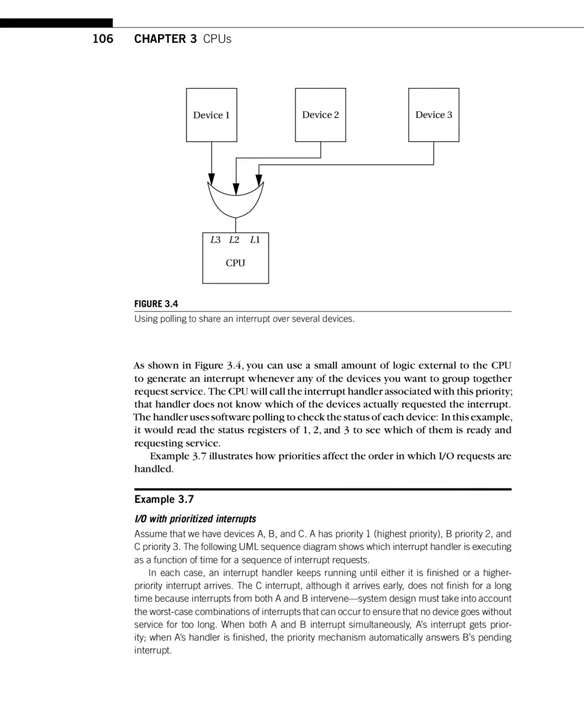 106 CHAPTER 3 CPUs
Device 1 Device 2 Device 3
L3 L2 L1
CPU
FIGURE 3.4
Using polling to share an interrupt over several devices.
As shown in Figure 3.4, you can use a small amount of logic external to the CPU
to generate an interrupt whenever any of the devices you want to group together
request service. The CPU will call the interrupt handler associated with this priority;
that handler does not know which of the devices actually requested the interrupt.
The handler uses software polling to check the status of each device: In this example,
it would read the status registers of 1, 2, and 3 to see which of them is ready and
requesting service.
Example 3.7 illustrates how priorities affect the order in which I/O requests are
handled.
Example 3.7
I/O with prioritized interrupts
Assume that we have devices A, B, and C. A has priority 1 (highest priority), B priority 2, and
C priority 3. The following UML sequence diagram shows which interrupt handler is executing
as a function of time for a sequence of interrupt requests.
In each case, an interrupt handler keeps running until either it is finished or a higher-
priority interrupt arrives. The C interrupt, although it arrives early, does not finish for a long
time because interrupts from both A and B intervene—system design must take into account
the worst-case combinations of interrupts that can occur to ensure that no device goes without
service for too long. When both A and B interrupt simultaneously, A's interrupt gets prior-
ity; when A's handler is finished, the priority mechanism automatically answers B's pending
interrupt.